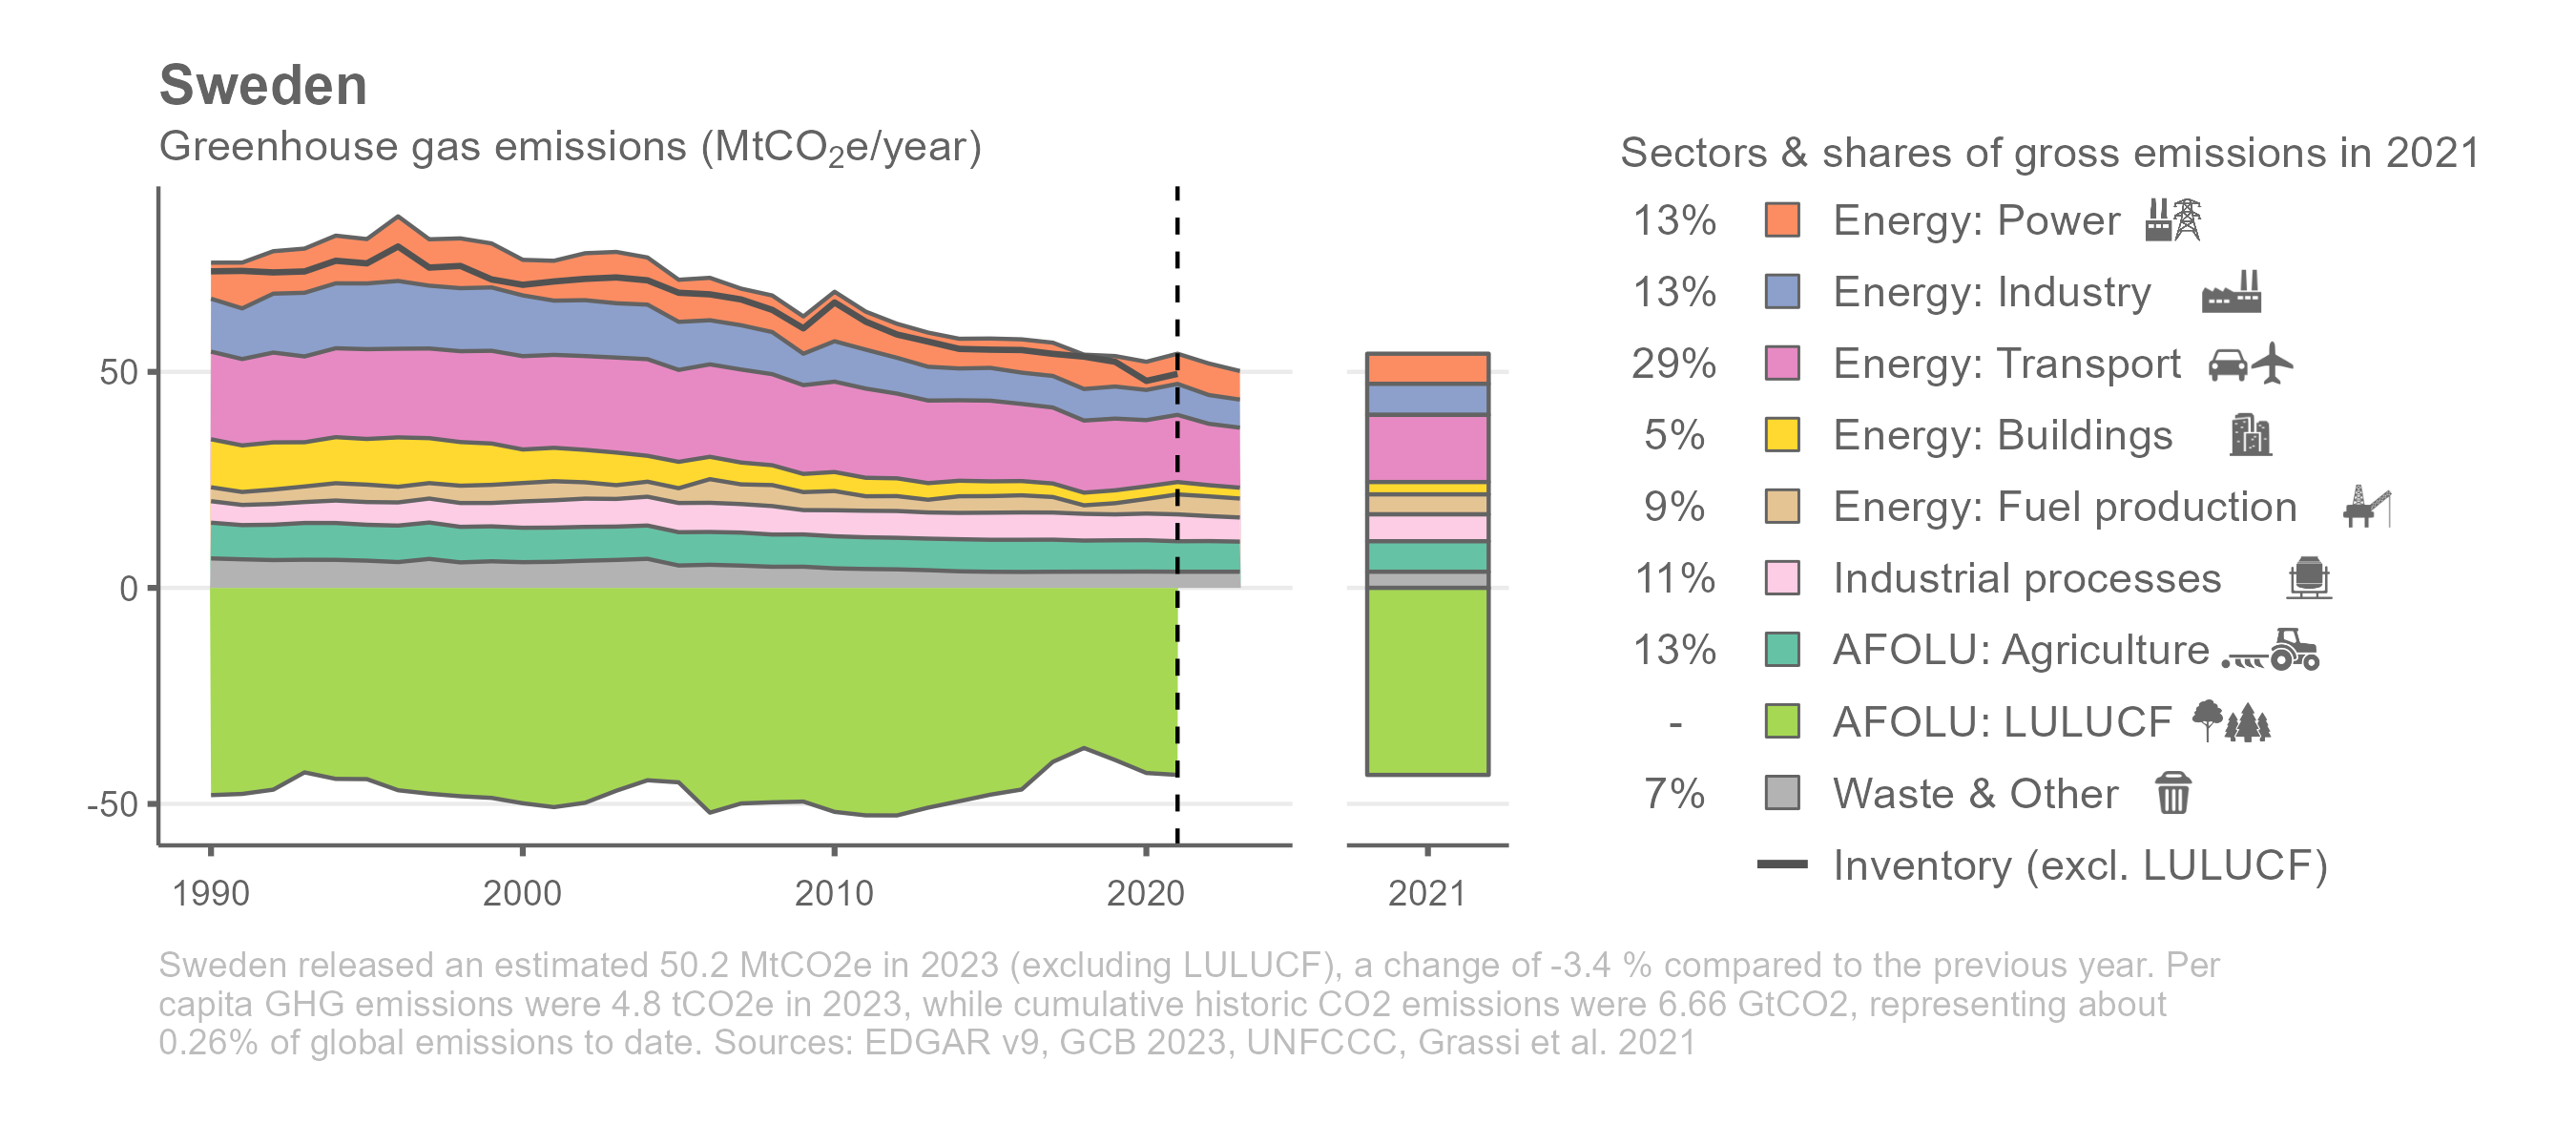 Sweden
Greenhouse gas emissions (MtCO₂e/year)
50
0
-50
1990 2000 2010 2020 2021
Sectors & shares of gross emissions in 2021
13% Energy: Power
13% Energy: Industry
29% Energy: Transport
5% Energy: Buildings
9% Energy: Fuel production
11% Industrial processes
13% AFOLU: Agriculture
- AFOLU: LULUCF
7% Waste & Other
Inventory (excl. LULUCF)
Sweden released an estimated 50.2 MtCO2e in 2023 (excluding LULUCF), a change of -3.4 % compared to the previous year. Per
capita GHG emissions were 4.8 tCO2e in 2023, while cumulative historic CO2 emissions were 6.66 GtCO2, representing about
0.26% of global emissions to date. Sources: EDGAR v9, GCB 2023, UNFCCC, Grassi et al. 2021